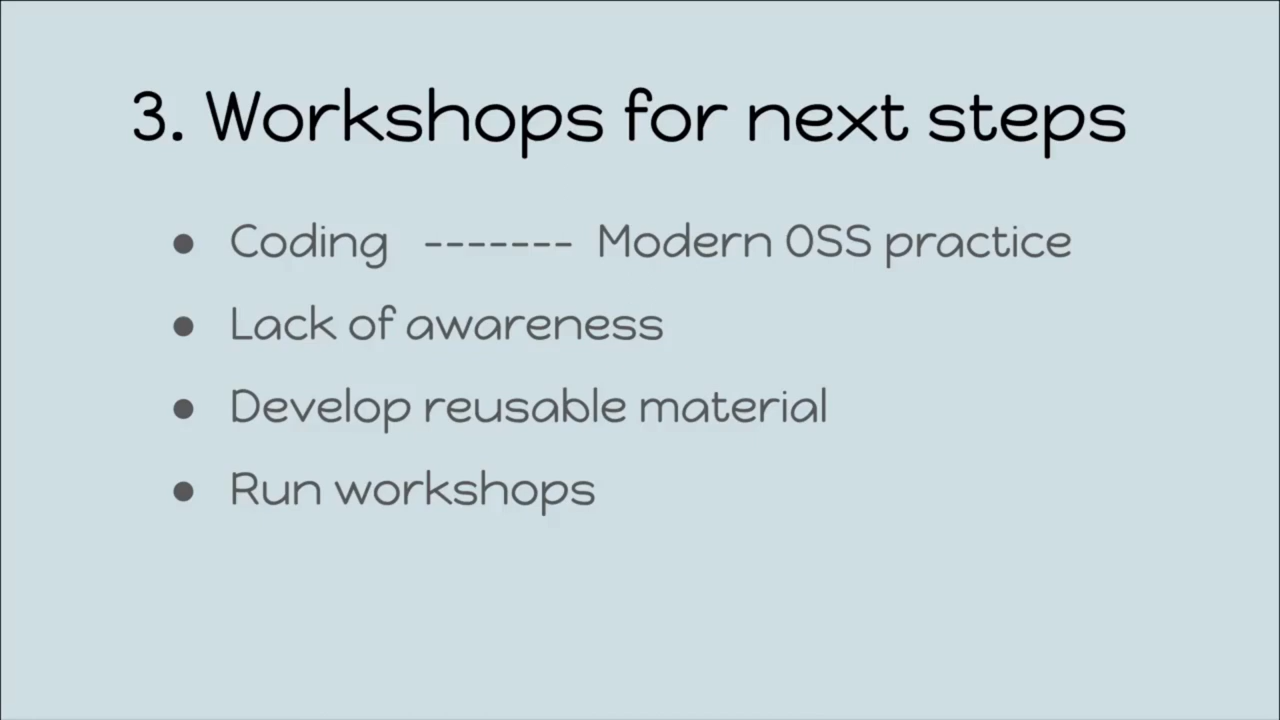 3. Workshops for next steps
● Coding ------- Modern OSS practice
● Lack of awareness
● Develop reusable material
● Run workshops